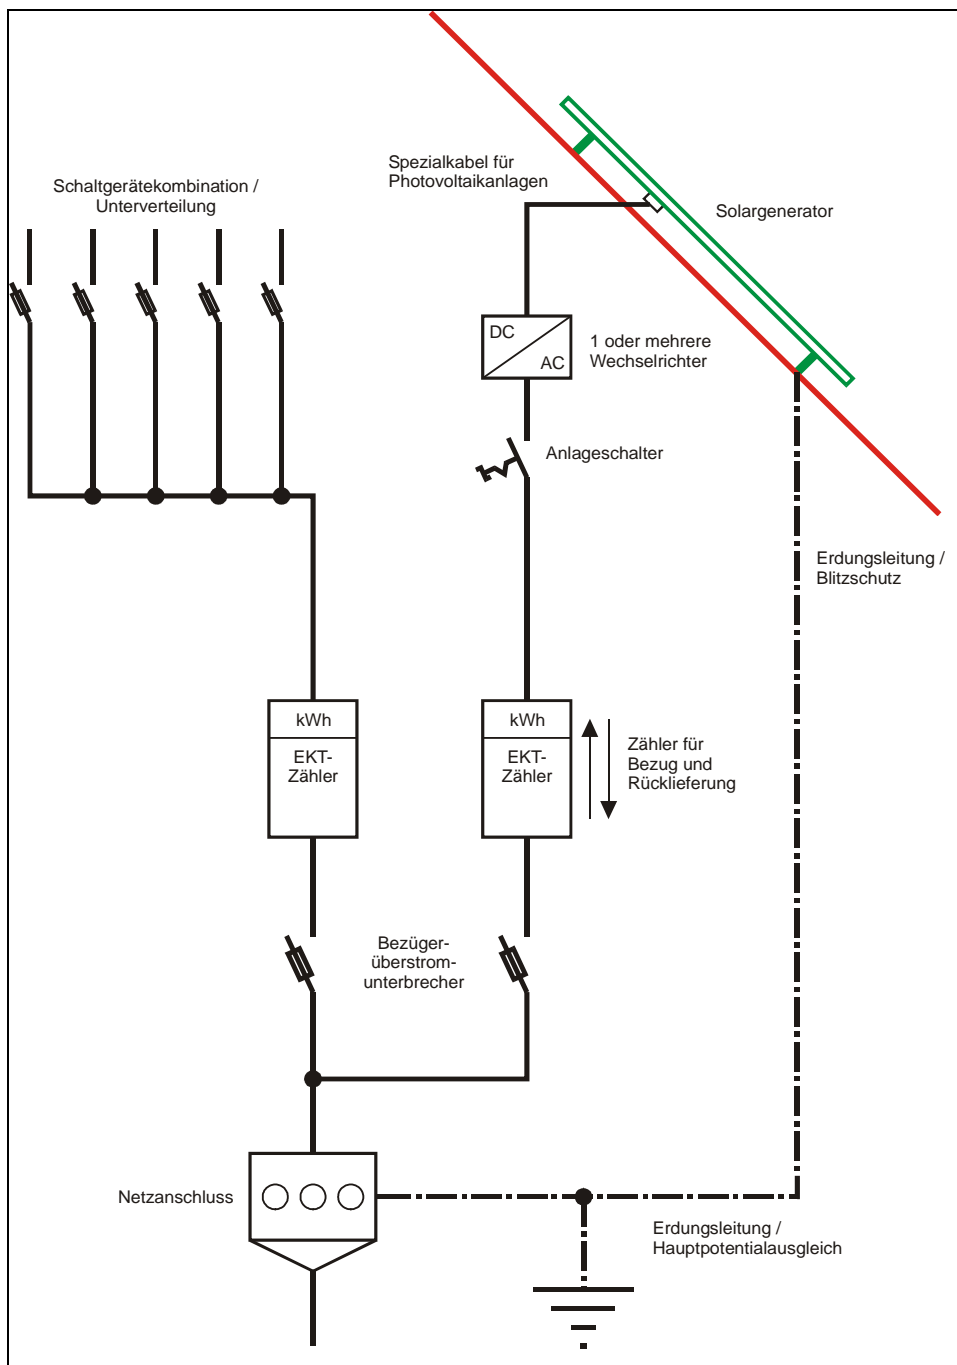 Spezialkabel für
Photovoltaikanlagen
Schaltgerätekombination /
Unterverteilung
Solargenerator
DC
AC
1 oder mehrere
Wechselrichter
Anlageschalter
Erdungsleitung /
Blitzschutz
kWh
EKT-
Zähler
kWh
EKT-
Zähler
Zähler für
Bezug und
Rücklieferung
Bezüger-
überstrom-
unterbrecher
Netzanschluss
Erdungsleitung /
Hauptpotentialausgleich